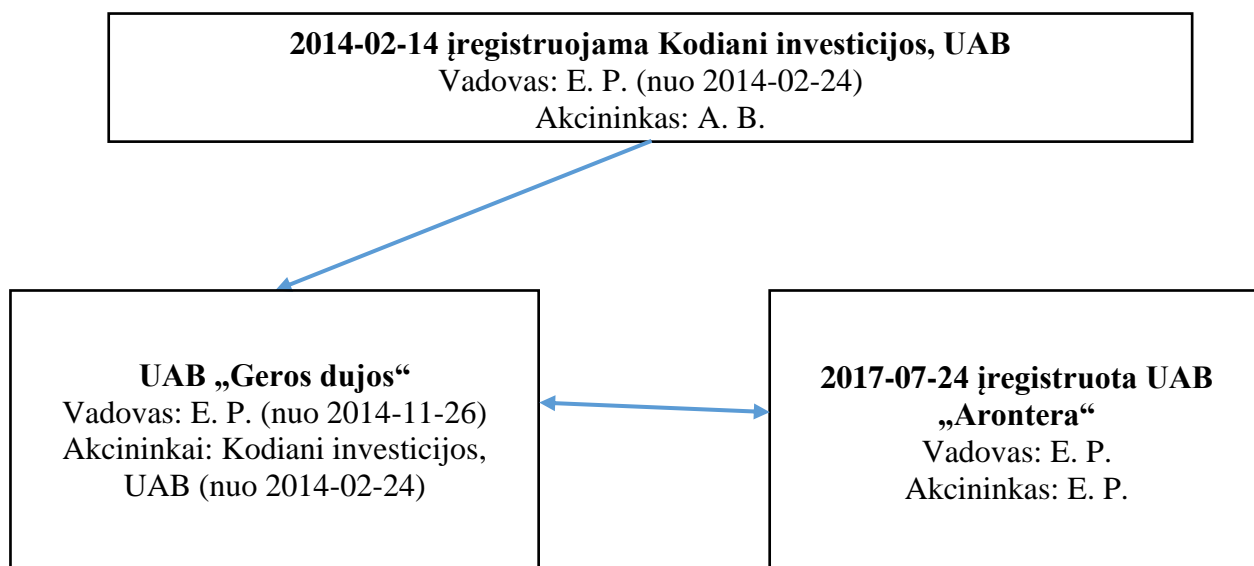 2014-02-14 įregistruojama Kodiani investicijos, UAB
Vadovas: E. P. (nuo 2014-02-24)
Akcininkas: A. B.
UAB „Geros dujos“
Vadovas: E. P. (nuo 2014-11-26)
Akcininkai: Kodiani investicijos,
UAB (nuo 2014-02-24)
2017-07-24 įregistruota UAB
„Arontera“
Vadovas: E. P.
Akcininkas: E. P.